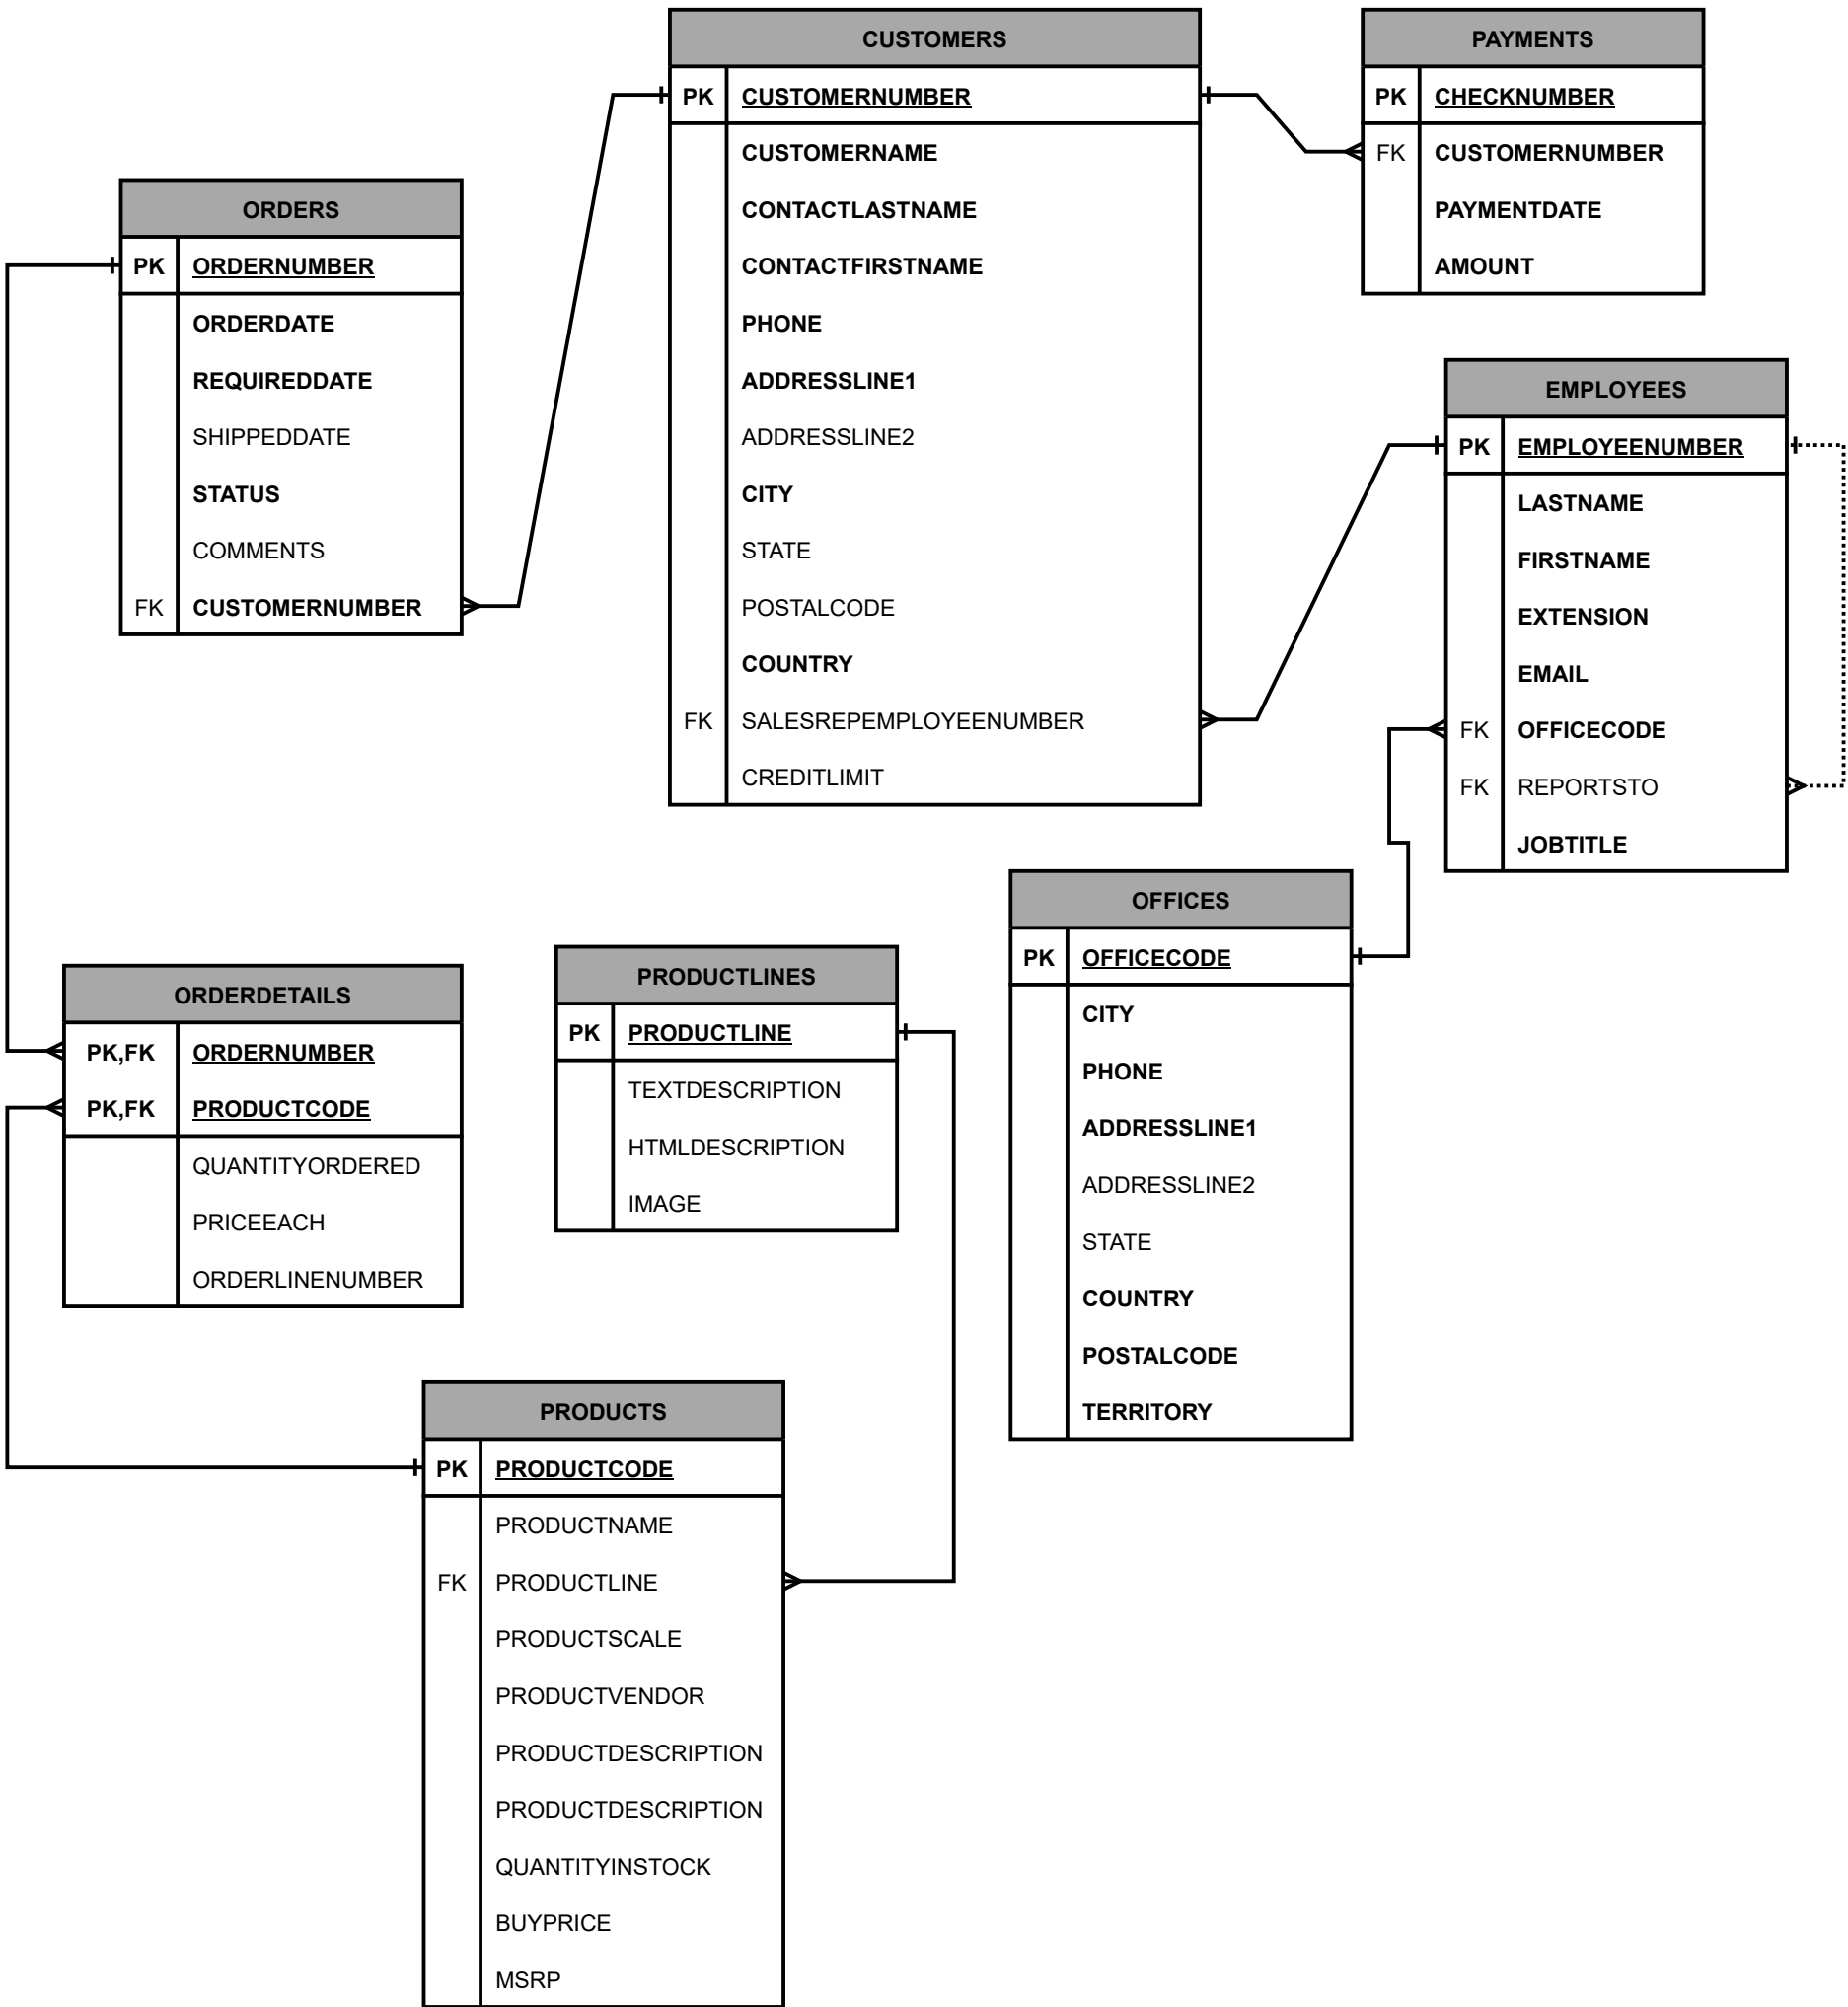 CUSTOMERS
PK CUSTOMERNUMBER
CUSTOMERNAME
CONTACTLASTNAME
CONTACTFIRSTNAME
PHONE
ADDRESSLINE1
ADDRESSLINE2
CITY
STATE
POSTALCODE
COUNTRY
FK SALESREPEMPLOYEENUMBER
CREDITLIMIT
PAYMENTS
PK CHECKNUMBER
FK CUSTOMERNUMBER
PAYMENTDATE
AMOUNT
ORDERS
PK ORDERNUMBER
ORDERDATE
REQUIREDDATE
SHIPPEDDATE
STATUS
COMMENTS
FK CUSTOMERNUMBER
EMPLOYEES
PK EMPLOYEENUMBER
LASTNAME
FIRSTNAME
EXTENSION
EMAIL
FK OFFICECODE
FK REPORTSTO
JOBTITLE
OFFICES
PK OFFICECODE
CITY
PHONE
ADDRESSLINE1
ADDRESSLINE2
STATE
COUNTRY
POSTALCODE
TERRITORY
PRODUCTLINES
PK PRODUCTLINE
TEXTDESCRIPTION
HTMLDESCRIPTION
IMAGE
ORDERDETAILS
PK,FK ORDERNUMBER
PK,FK PRODUCTCODE
QUANTITYORDERED
PRICEEACH
ORDERLINENUMBER
PRODUCTS
PK PRODUCTCODE
PRODUCTNAME
FK PRODUCTLINE
PRODUCTSCALE
PRODUCTVENDOR
PRODUCTDESCRIPTION
PRODUCTDESCRIPTION
QUANTITYINSTOCK
BUYPRICE
MSRP